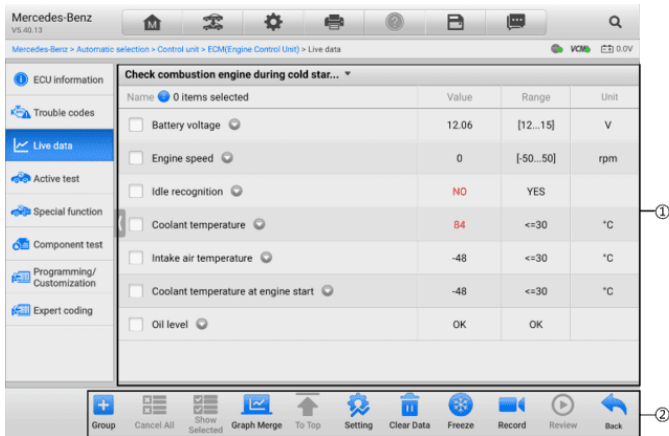 Mercedes-Benz
V5.40.13
Mercedes-Benz > Automatic selection > Control unit > ECM(Engine Control Unit) > Live data
VCMI
0.0V
ECU information
Trouble codes
Live data
Active test
Special function
Component test
Programming/
Customization
Expert coding
Check combustion engine during cold star...
Name 0 items selected Value Range Unit
Battery voltage 12.06 [12...15] V
Engine speed 0 [-50...50] rpm
Idle recognition NO YES
Coolant temperature 84 <=30 °C
Intake air temperature -48 <=30 °C
Coolant temperature at engine start -48 <=30 °C
Oil level OK OK
①
Group
Cancel All
Show
Selected
Graph Merge
To Top
Setting
Clear Data
Freeze
Record
Review
Back
②